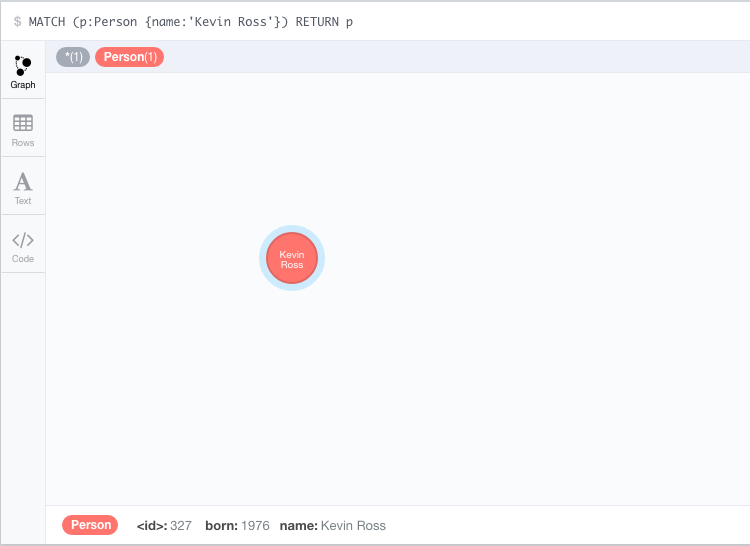 $ MATCH (p:Person {name:'Kevin Ross'}) RETURN p
*(1) Person(1)
Graph
Rows
Text
Code
Kevin
Ross
Person <id>: 327 born: 1976 name: Kevin Ross